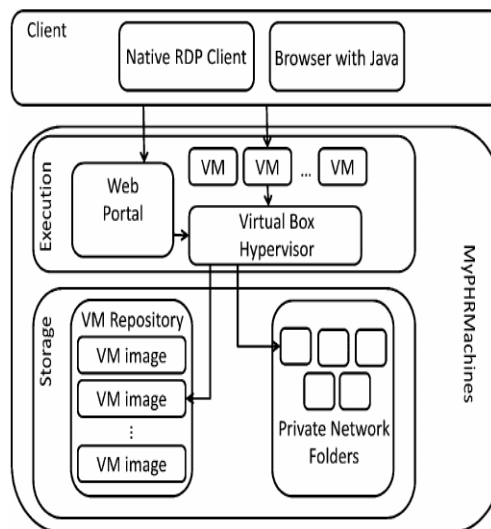 Client
Native RDP Client
Browser with Java
MyPHRMachines
Execution
Web
Portal
VM
VM
...
VM
Virtual Box
Hypervisor
Storage
VM Repository
VM image
VM image
⋮
VM image
Private Network
Folders